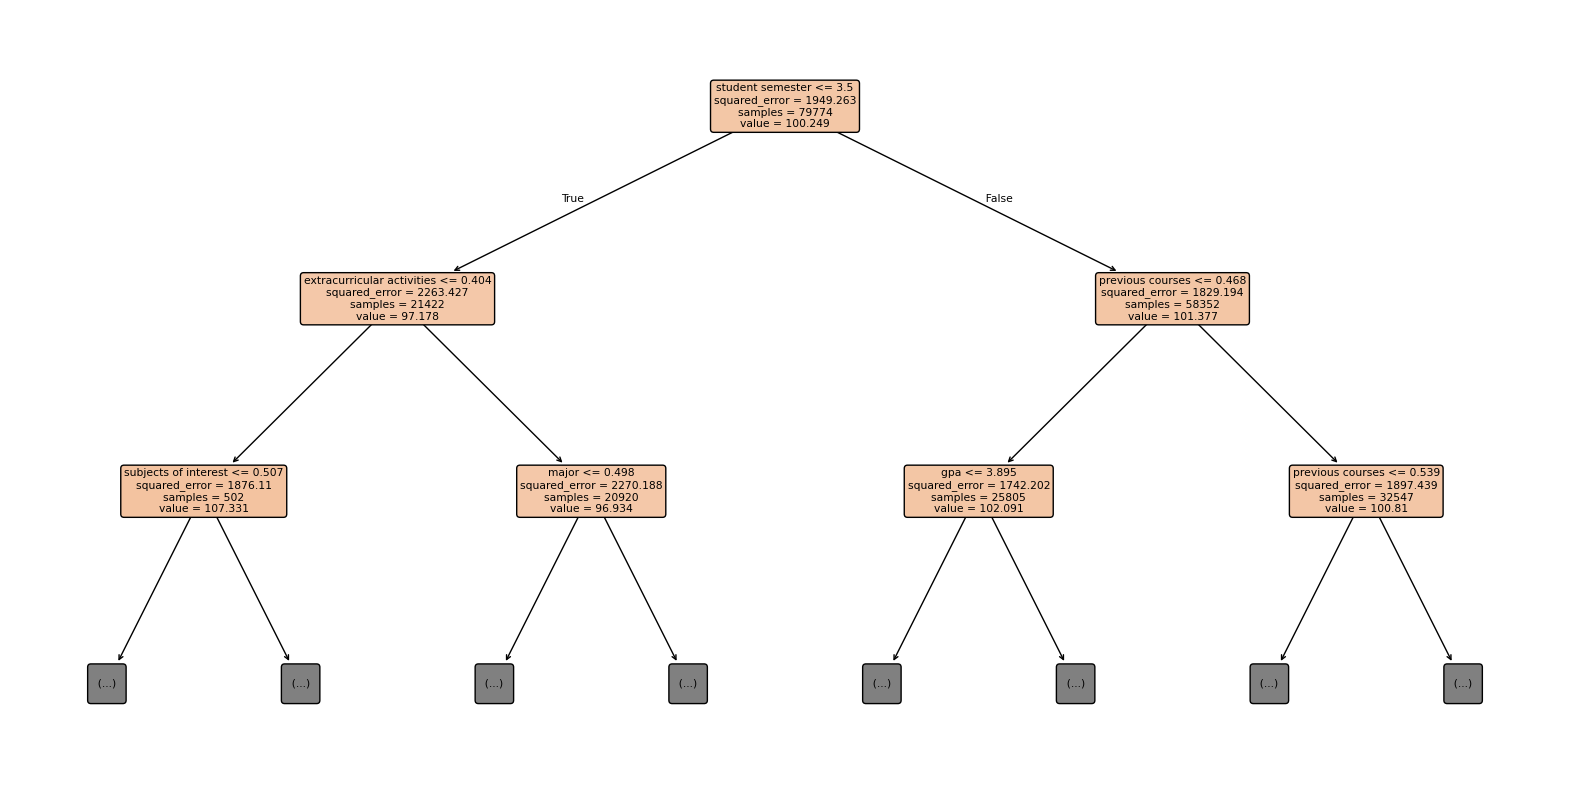 student semester <= 3.5
squared_error = 1949.263
samples = 79774
value = 100.249
True
False
extracurricular activities <= 0.404
squared_error = 2263.427
samples = 21422
value = 97.178
previous courses <= 0.468
squared_error = 1829.194
samples = 58352
value = 101.377
subjects of interest <= 0.507
squared_error = 1876.11
samples = 502
value = 107.331
major <= 0.498
squared_error = 2270.188
samples = 20920
value = 96.934
gpa <= 3.895
squared_error = 1742.202
samples = 25805
value = 102.091
previous courses <= 0.539
squared_error = 1897.439
samples = 32547
value = 100.81
(...)
(...)
(...)
(...)
(...)
(...)
(...)
(...)